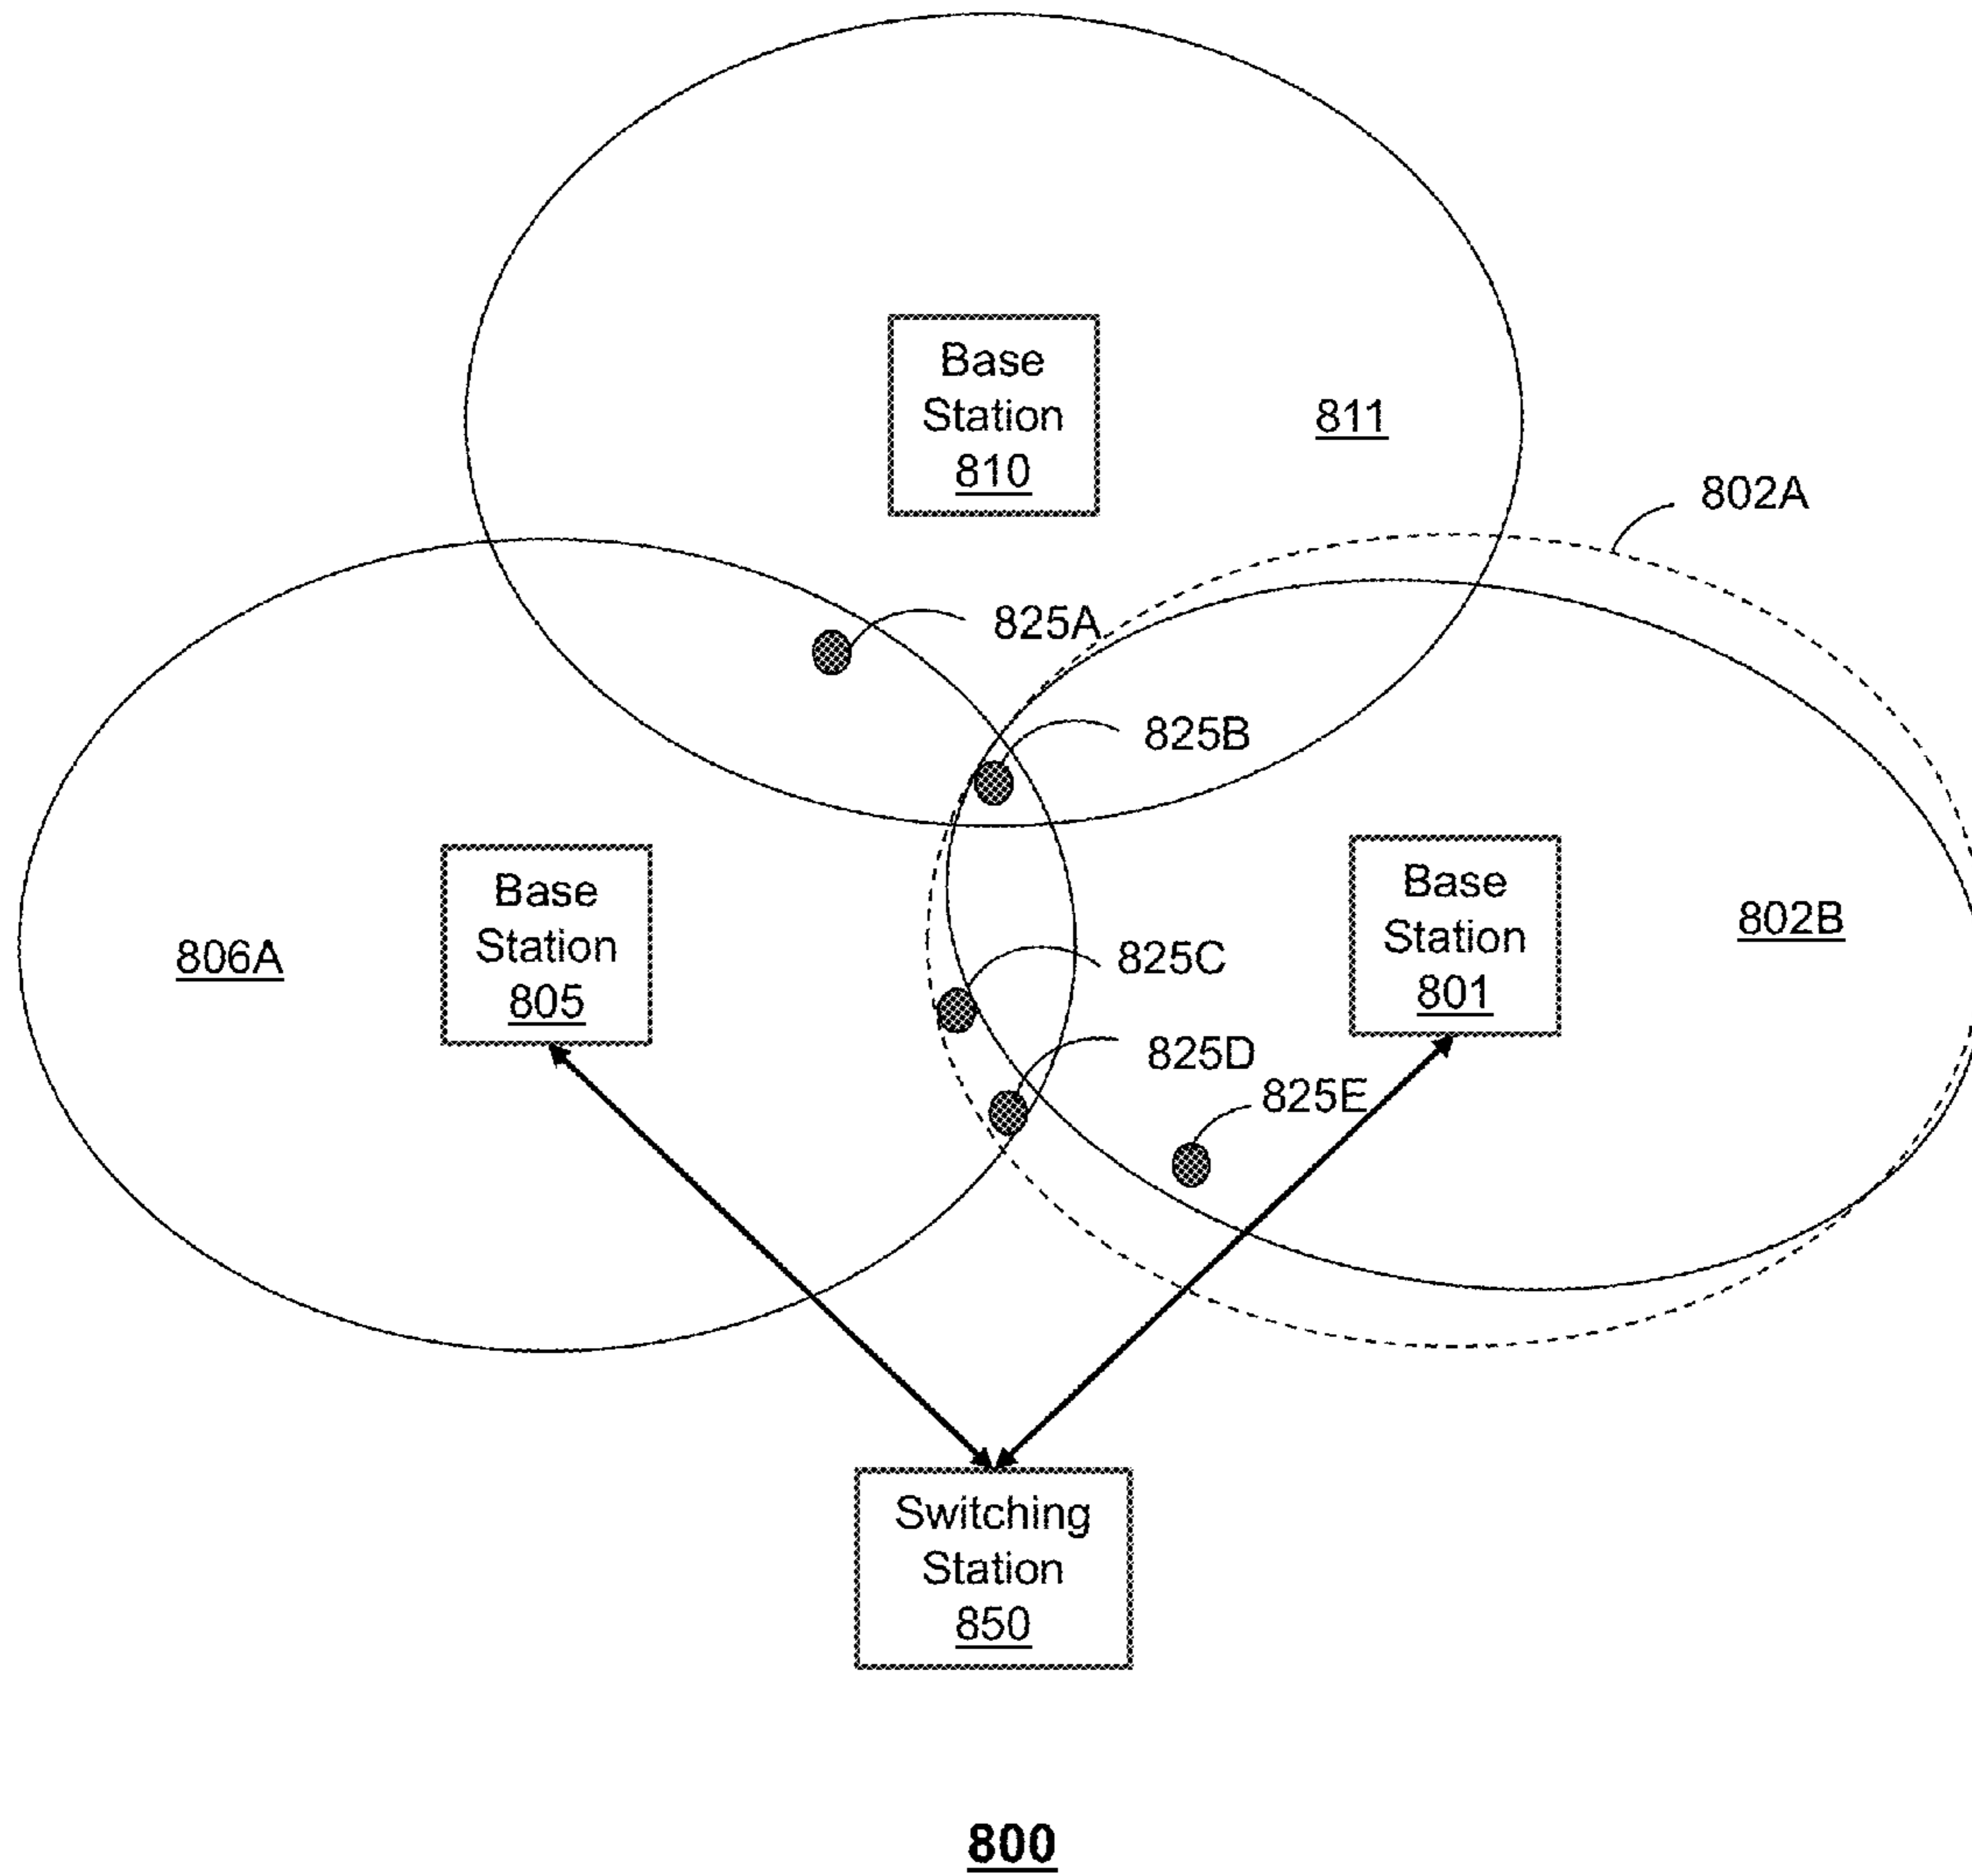 Base
Station
810
811
802A
825A
825B
Base
Station
805
806A
Base
Station
801
802B
825C
825D
825E
Switching
Station
850
800